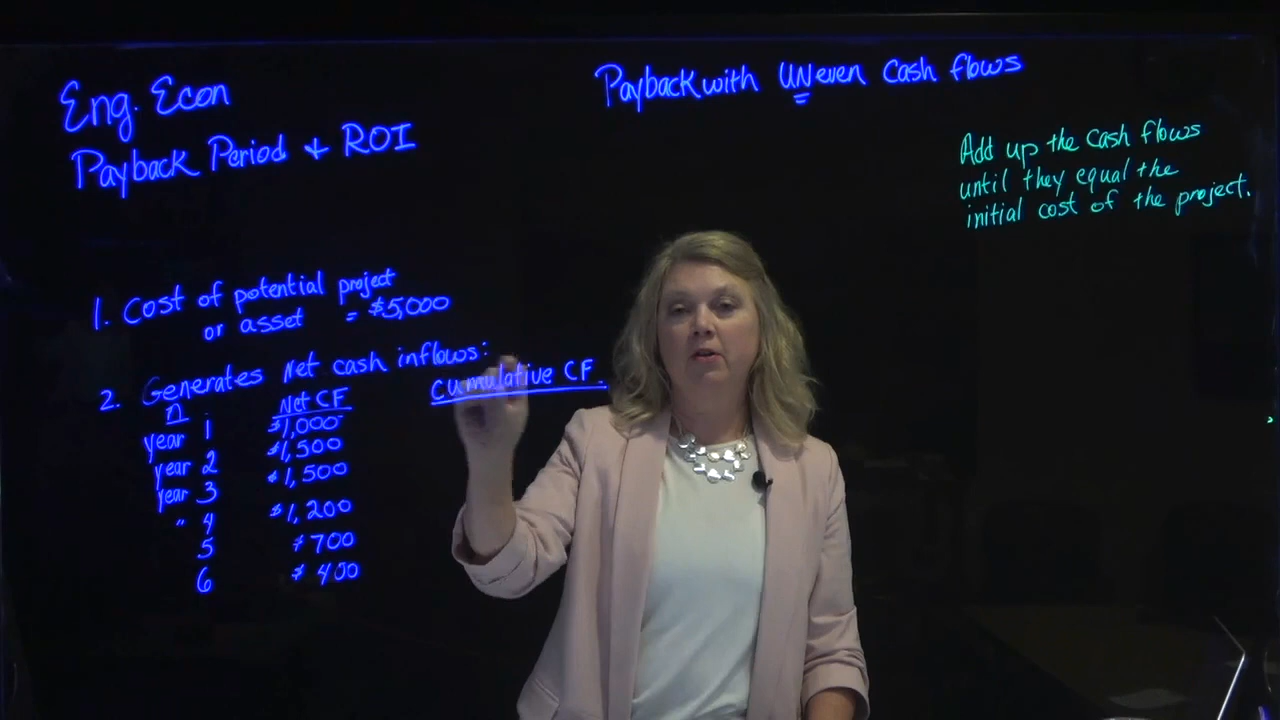 Eng. Econ
Payback Period + ROI
Payback with UNeven Cash flows
Add up the cash flows
until they equal the
initial cost of the project.
1. Cost of potential project
or asset = $5,000
2. Generates Net cash inflows:
n Net CF Cumulative CF
year 1 $1,000
year 2 $1,500
year 3 $1,500
" 4 $1,200
5 $700
6 $400